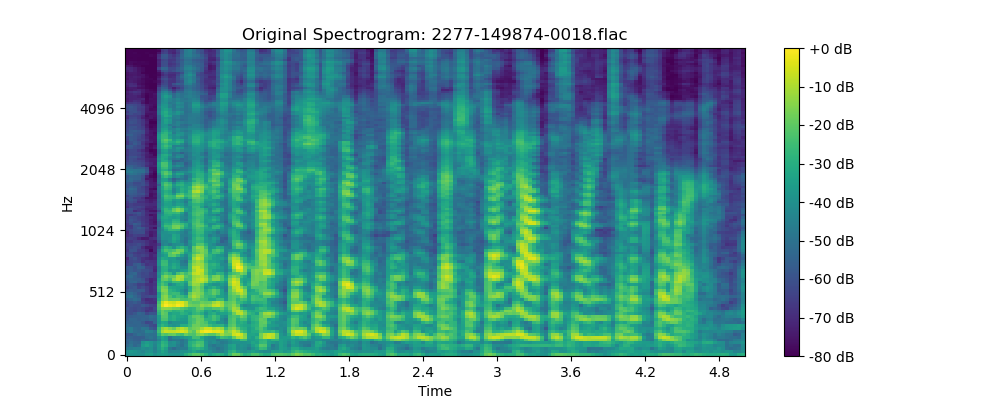 Original Spectrogram: 2277-149874-0018.flac
Hz
4096
2048
1024
512
0
0 0.6 1.2 1.8 2.4 3 3.6 4.2 4.8
Time
+0 dB
-10 dB
-20 dB
-30 dB
-40 dB
-50 dB
-60 dB
-70 dB
-80 dB